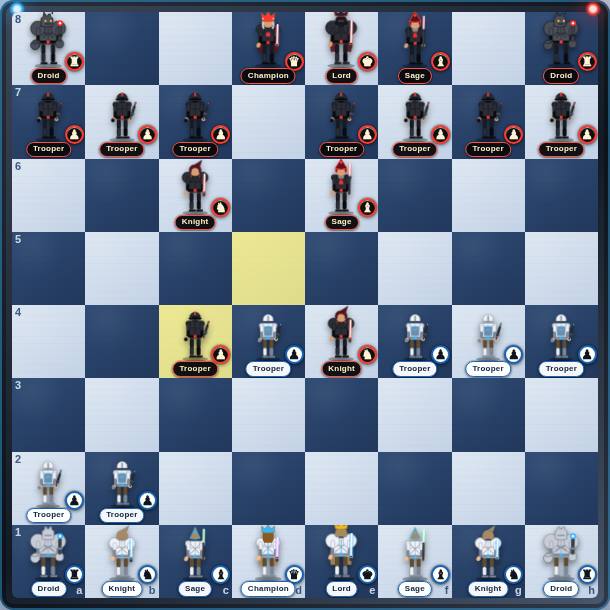 8
Droid Champion Lord Sage Droid
7
Trooper Trooper Trooper Trooper Trooper Trooper Trooper
6
Knight Sage
5
4
Trooper Trooper Knight Trooper Trooper Trooper
3
2
Trooper Trooper
1
Droid a Knight b Sage c Champion d Lord e Sage f Knight g Droid h